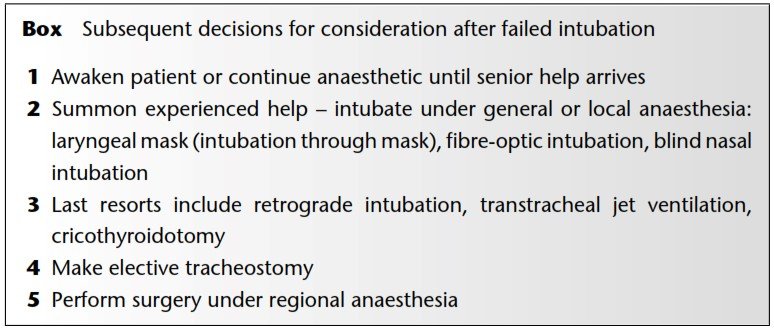 Box Subsequent decisions for consideration after failed intubation
1 Awaken patient or continue anaesthetic until senior help arrives
2 Summon experienced help – intubate under general or local anaesthesia:
laryngeal mask (intubation through mask), fibre-optic intubation, blind nasal
intubation
3 Last resorts include retrograde intubation, transtracheal jet ventilation,
cricothyroidotomy
4 Make elective tracheostomy
5 Perform surgery under regional anaesthesia